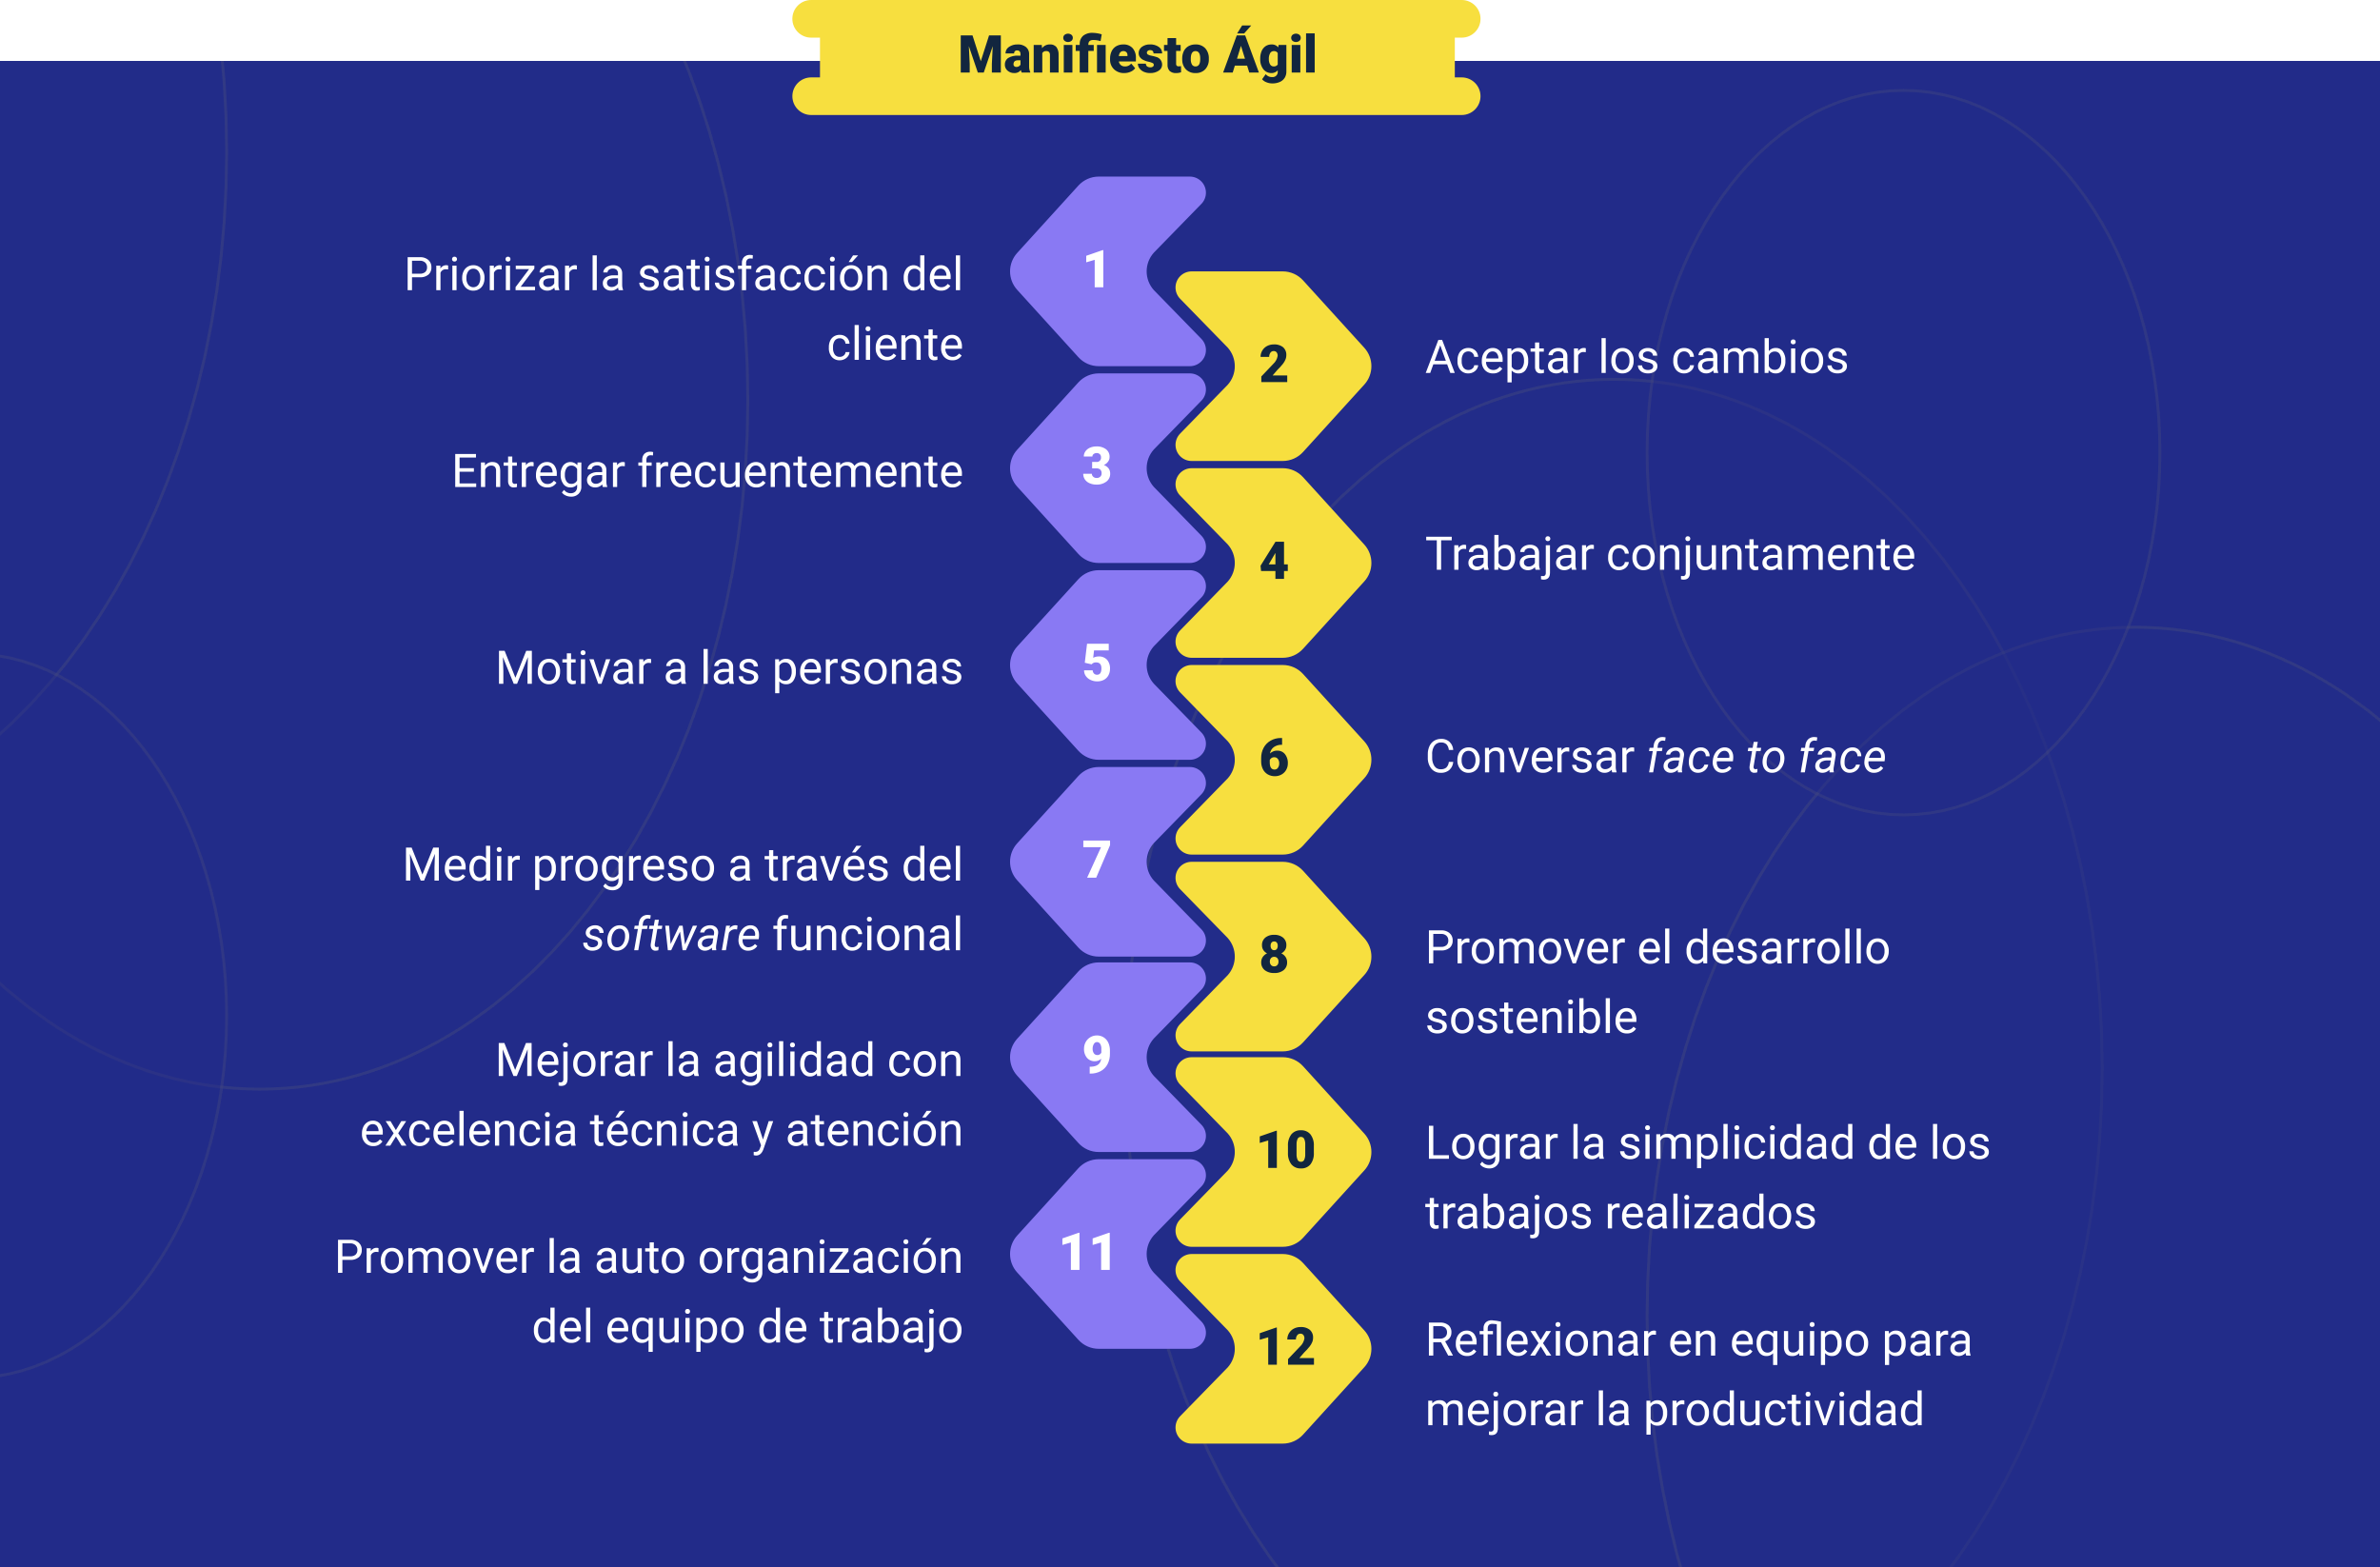 Manifiesto Ágil
1
Priorizar la satisfacción del
cliente
2
Aceptar los cambios
3
Entregar frecuentemente
4
Trabajar conjuntamente
5
Motivar a las personas
6
Conversar face to face
7
Medir progreso a través del
software funcional
8
Promover el desarrollo
sostenible
9
Mejorar la agilidad con
excelencia técnica y atención
10
Lograr la simplicidad de los
trabajos realizados
11
Promover la auto organización
del equipo de trabajo
12
Reflexionar en equipo para
mejorar la productividad